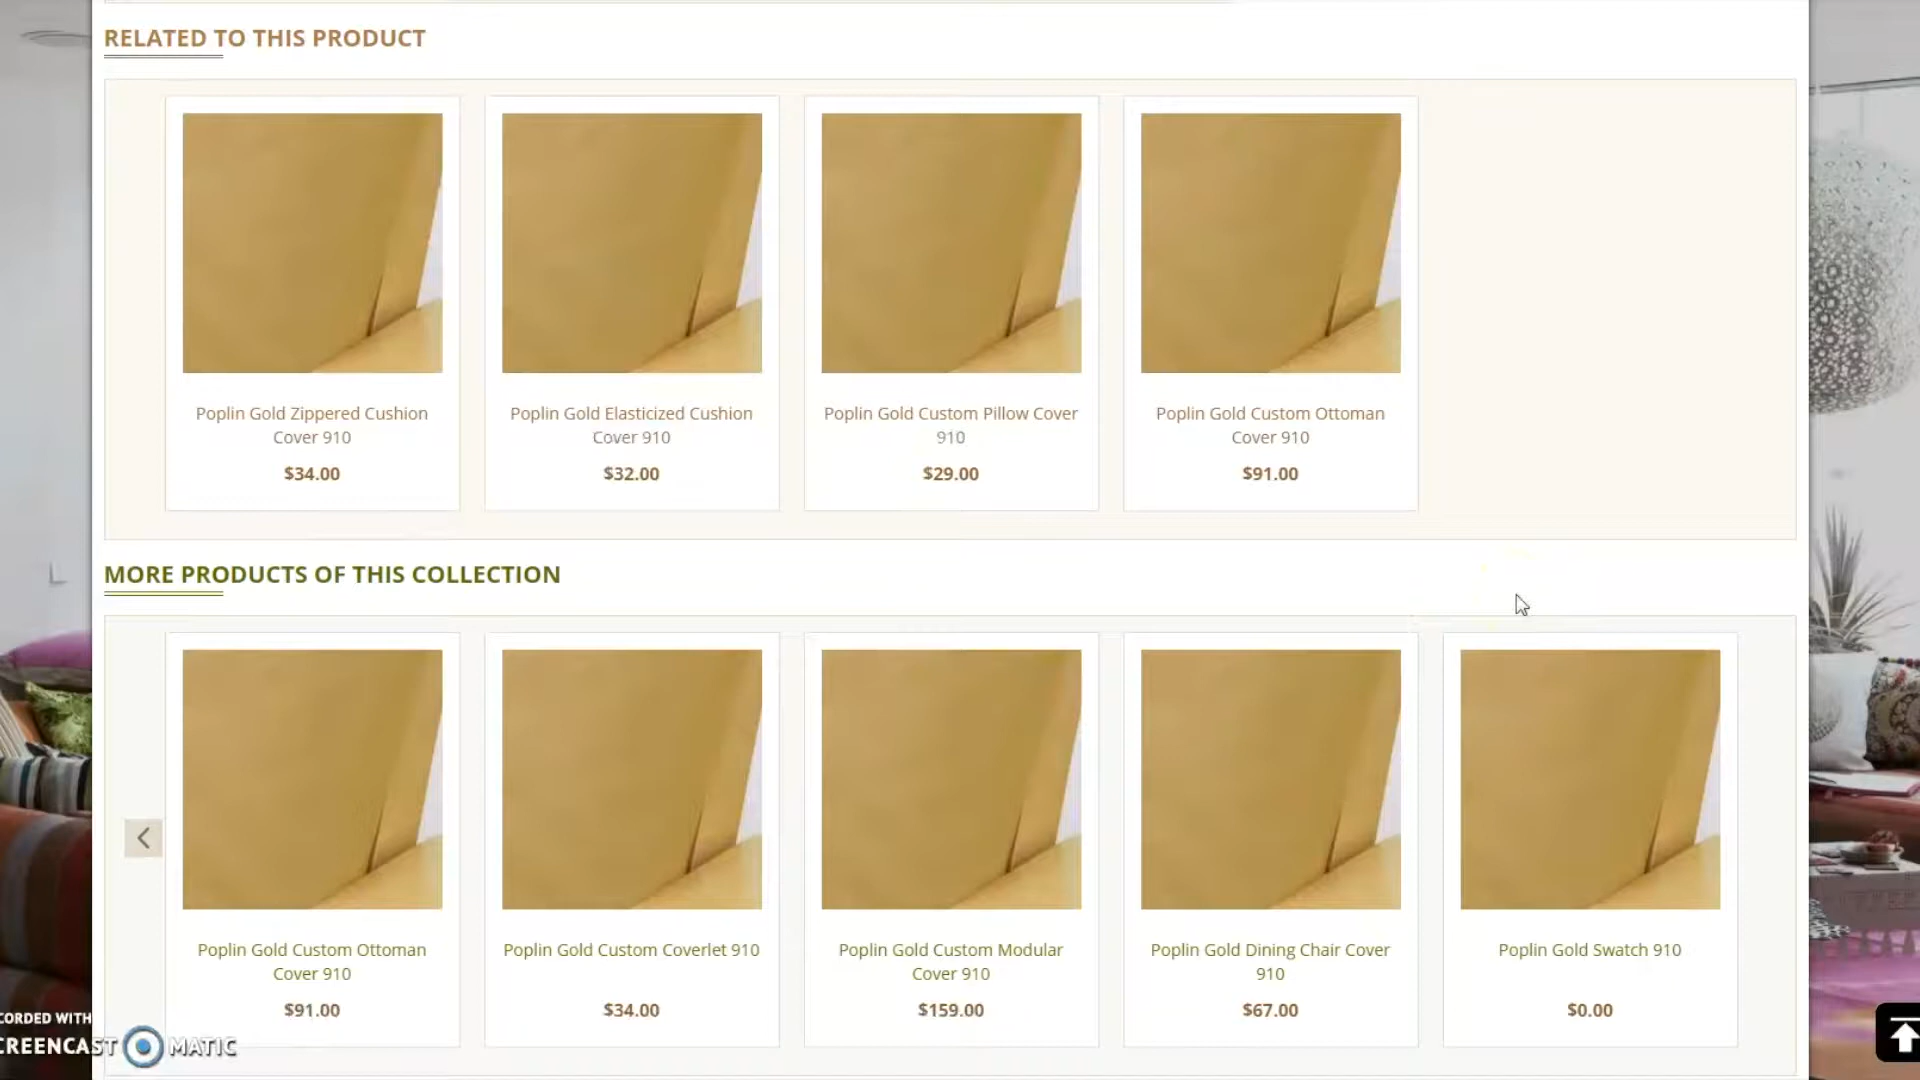 RELATED TO THIS PRODUCT
Poplin Gold Zippered Cushion
Cover 910
$34.00
Poplin Gold Elasticized Cushion
Cover 910
$32.00
Poplin Gold Custom Pillow Cover
910
$29.00
Poplin Gold Custom Ottoman
Cover 910
$91.00
MORE PRODUCTS OF THIS COLLECTION
Poplin Gold Custom Ottoman
Cover 910
$91.00
Poplin Gold Custom Coverlet 910
$34.00
Poplin Gold Custom Modular
Cover 910
$159.00
Poplin Gold Dining Chair Cover
910
$67.00
Poplin Gold Swatch 910
$0.00
CORDED WITH
CREENCAST MATIC